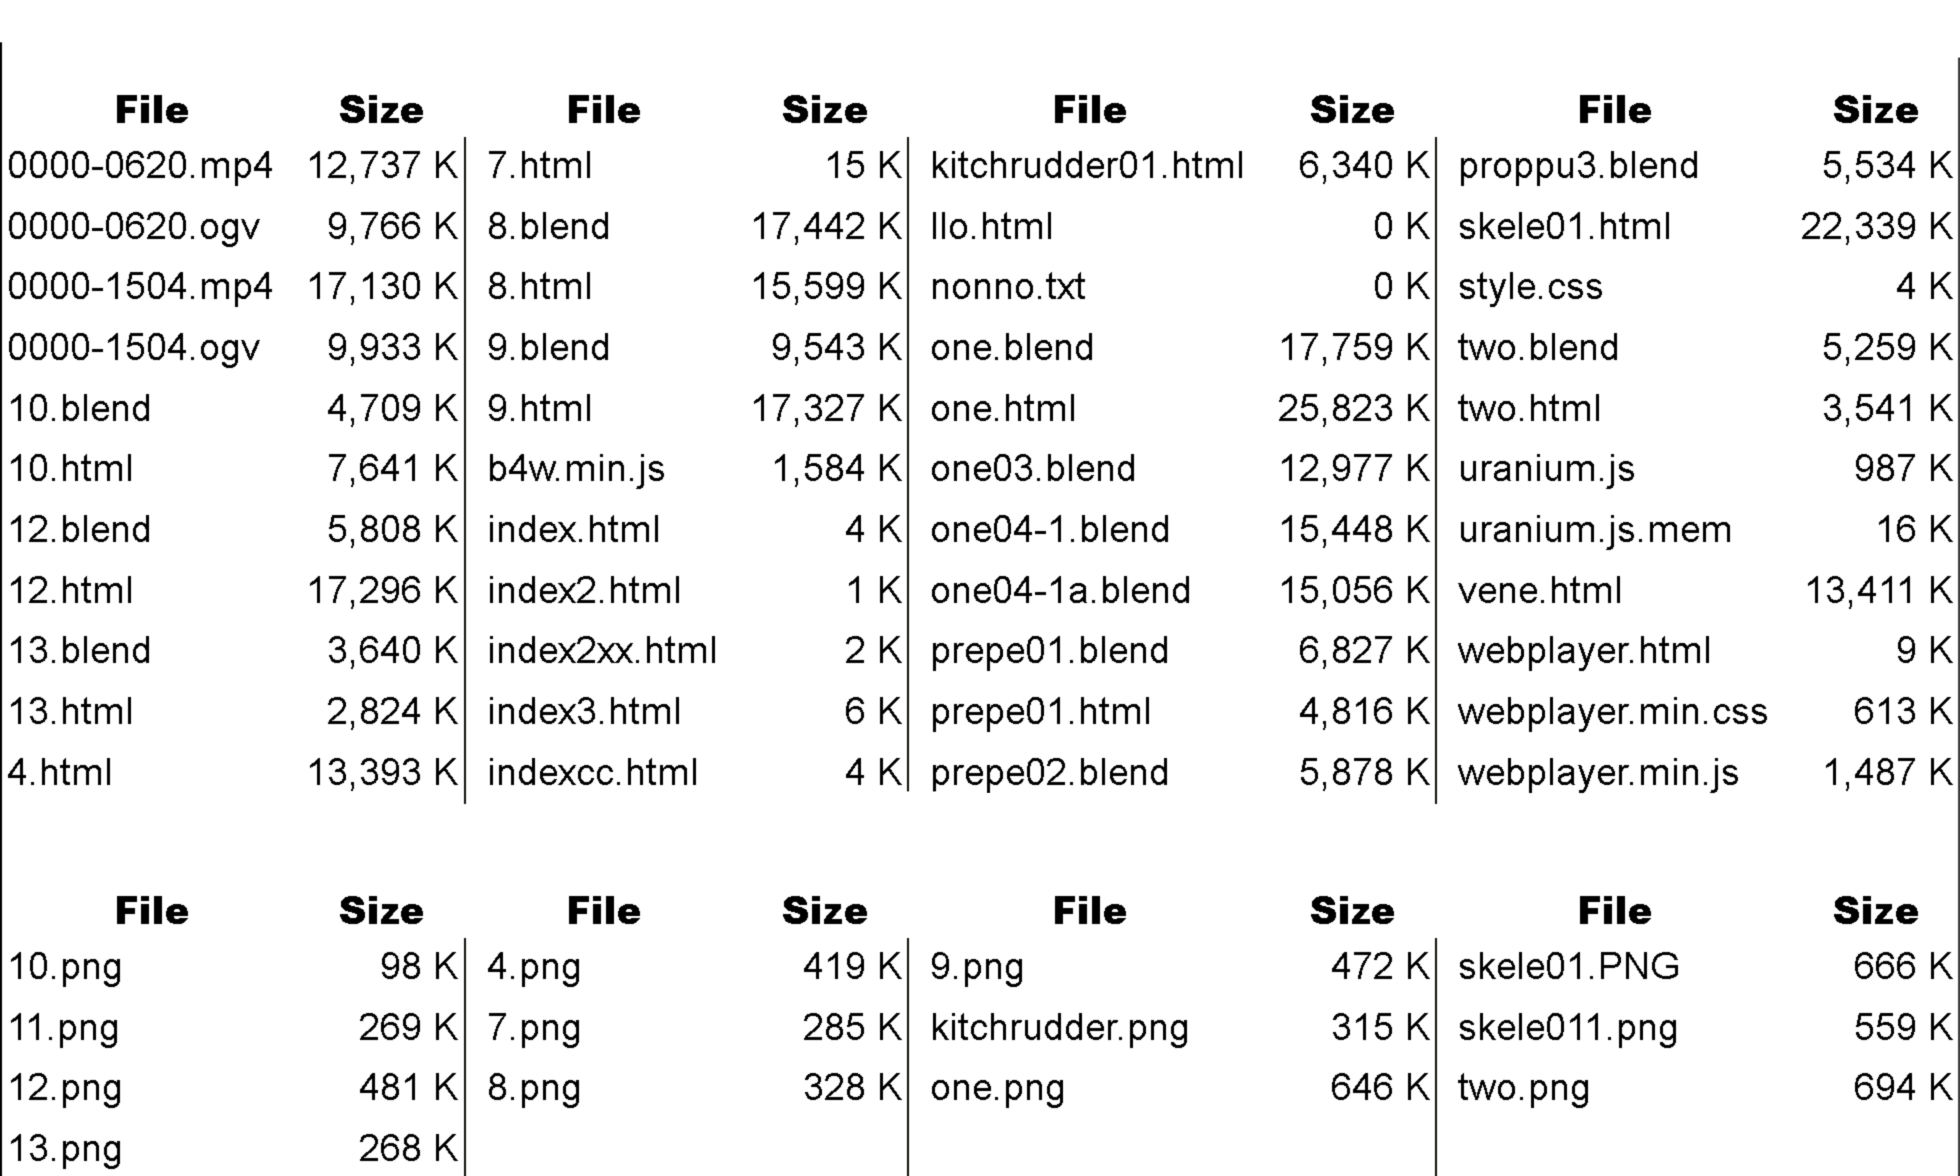 File Size File Size File Size File Size
0000-0620.mp4 12,737 K 7.html 15 K kitchrudder01.html 6,340 K proppu3.blend 5,534 K
0000-0620.ogv 9,766 K 8.blend 17,442 K llo.html 0 K skele01.html 22,339 K
0000-1504.mp4 17,130 K 8.html 15,599 K nonno.txt 0 K style.css 4 K
0000-1504.ogv 9,933 K 9.blend 9,543 K one.blend 17,759 K two.blend 5,259 K
10.blend 4,709 K 9.html 17,327 K one.html 25,823 K two.html 3,541 K
10.html 7,641 K b4w.min.js 1,584 K one03.blend 12,977 K uranium.js 987 K
12.blend 5,808 K index.html 4 K one04-1.blend 15,448 K uranium.js.mem 16 K
12.html 17,296 K index2.html 1 K one04-1a.blend 15,056 K vene.html 13,411 K
13.blend 3,640 K index2xx.html 2 K prepe01.blend 6,827 K webplayer.html 9 K
13.html 2,824 K index3.html 6 K prepe01.html 4,816 K webplayer.min.css 613 K
4.html 13,393 K indexcc.html 4 K prepe02.blend 5,878 K webplayer.min.js 1,487 K
File Size File Size File Size File Size
10.png 98 K 4.png 419 K 9.png 472 K skele01.PNG 666 K
11.png 269 K 7.png 285 K kitchrudder.png 315 K skele011.png 559 K
12.png 481 K 8.png 328 K one.png 646 K two.png 694 K
13.png 268 K